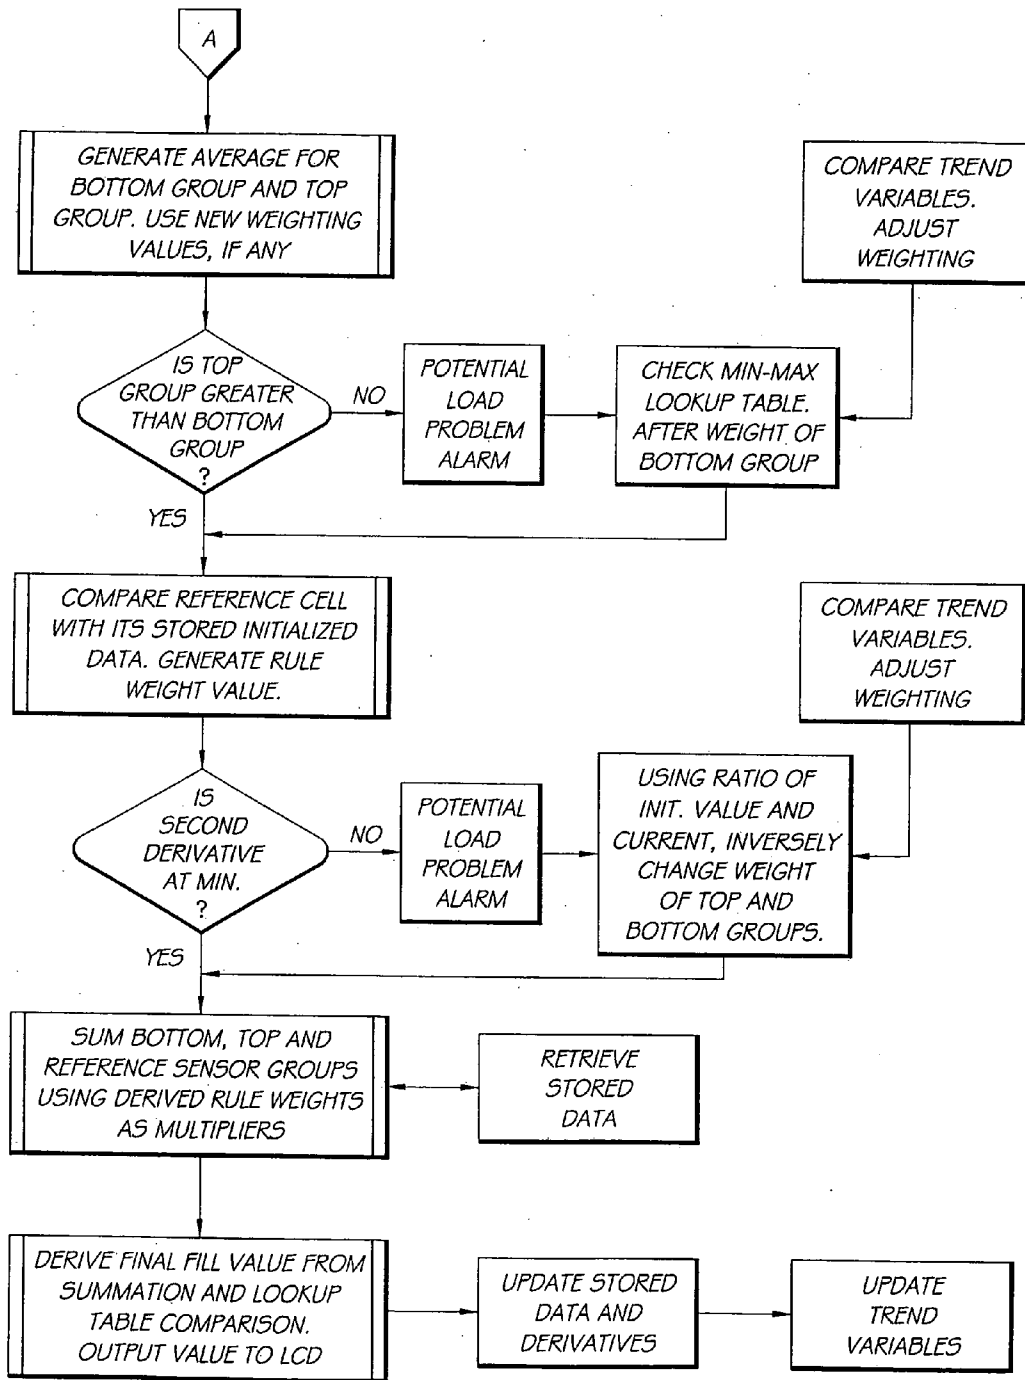 A
GENERATE AVERAGE FOR
BOTTOM GROUP AND TOP
GROUP. USE NEW WEIGHTING
VALUES, IF ANY
COMPARE TREND
VARIABLES.
ADJUST
WEIGHTING
IS TOP
GROUP GREATER
THAN BOTTOM
GROUP
?
NO
POTENTIAL
LOAD
PROBLEM
ALARM
CHECK MIN-MAX
LOOKUP TABLE.
AFTER WEIGHT OF
BOTTOM GROUP
YES
COMPARE REFERENCE CELL
WITH ITS STORED INITIALIZED
DATA. GENERATE RULE
WEIGHT VALUE.
COMPARE TREND
VARIABLES.
ADJUST
WEIGHTING
IS
SECOND
DERIVATIVE
AT MIN.
?
NO
POTENTIAL
LOAD
PROBLEM
ALARM
USING RATIO OF
INIT. VALUE AND
CURRENT, INVERSELY
CHANGE WEIGHT
OF TOP AND
BOTTOM GROUPS.
YES
SUM BOTTOM, TOP AND
REFERENCE SENSOR GROUPS
USING DERIVED RULE WEIGHTS
AS MULTIPLIERS
RETRIEVE
STORED
DATA
DERIVE FINAL FILL VALUE FROM
SUMMATION AND LOOKUP
TABLE COMPARISON.
OUTPUT VALUE TO LCD
UPDATE STORED
DATA AND
DERIVATIVES
UPDATE
TREND
VARIABLES